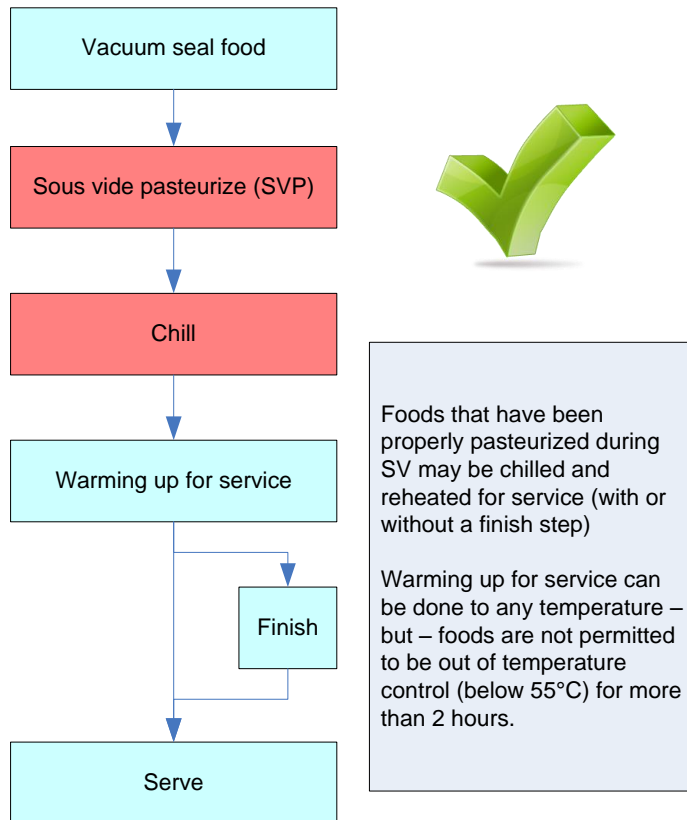 Vacuum seal food
Sous vide pasteurize (SVP)
Chill
Warming up for service
Finish
Serve
Foods that have been
properly pasteurized during
SV may be chilled and
reheated for service (with or
without a finish step)
Warming up for service can
be done to any temperature –
but – foods are not permitted
to be out of temperature
control (below 55°C) for more
than 2 hours.